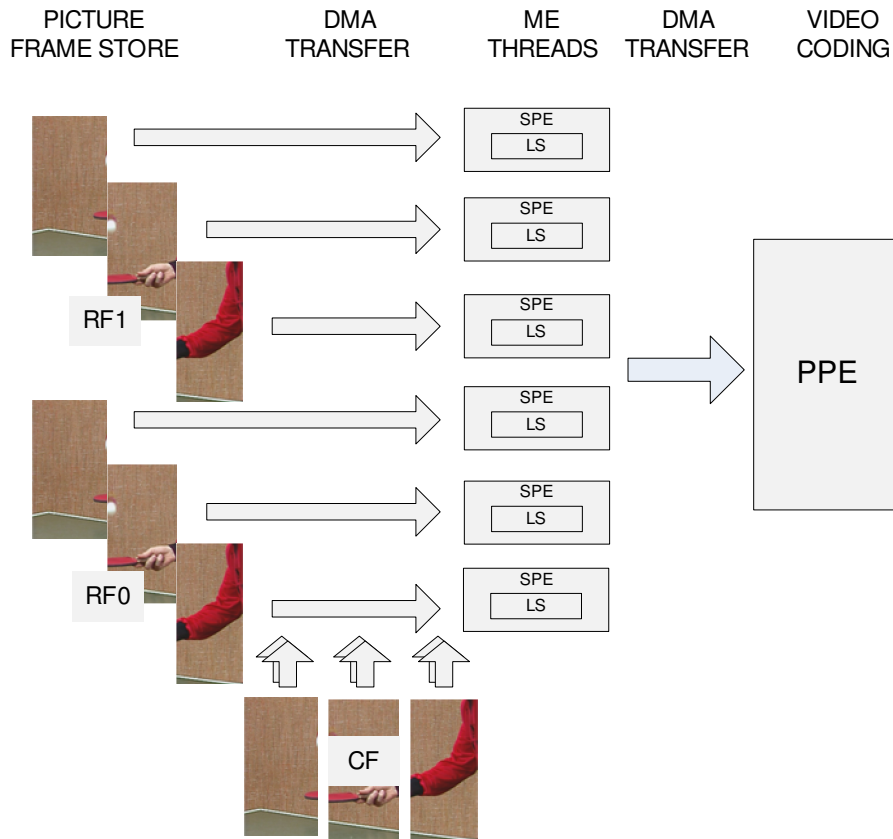 PICTURE
FRAME STORE
DMA
TRANSFER
ME
THREADS
DMA
TRANSFER
VIDEO
CODING
SPE
LS
SPE
LS
SPE
LS
RF1
PPE
SPE
LS
SPE
LS
RF0
SPE
LS
CF